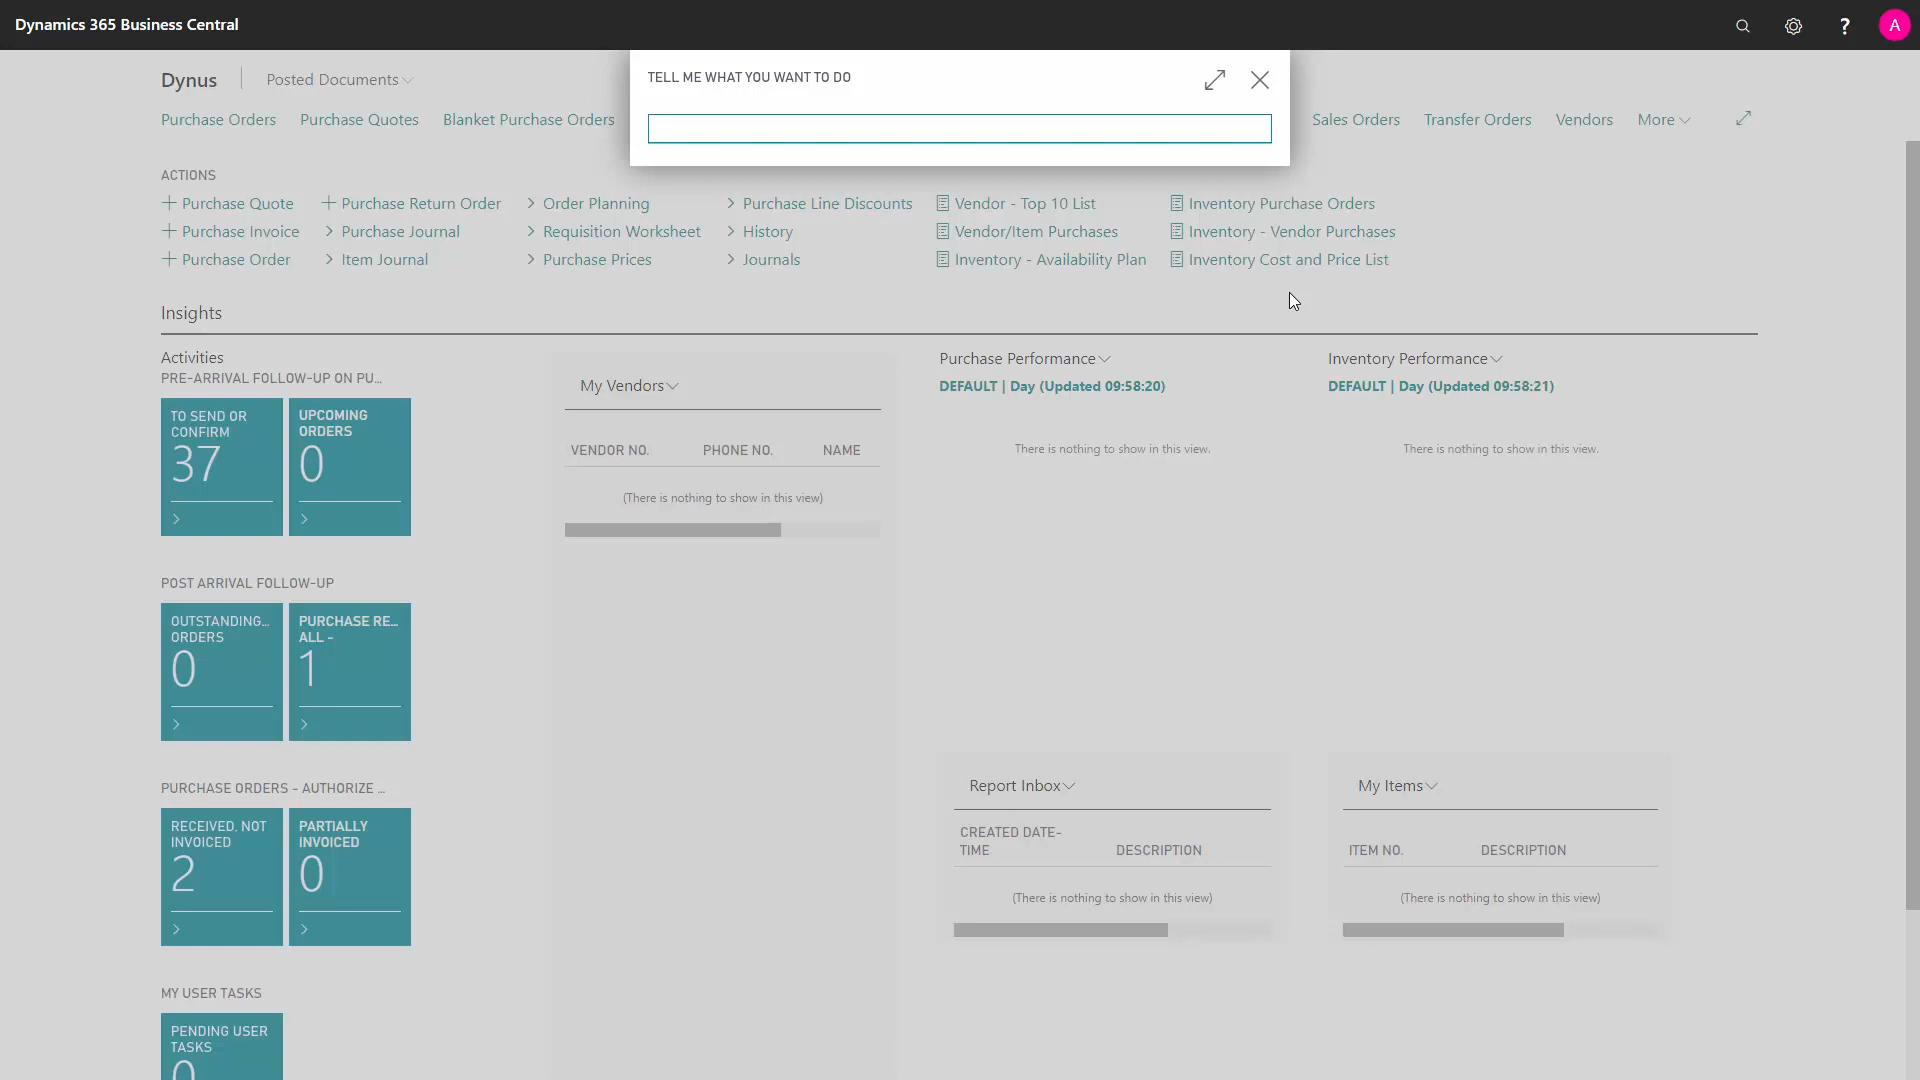 Dynamics 365 Business Central
?
A
TELL ME WHAT YOU WANT TO DO
Dynus
Posted Documents
Purchase Orders
Purchase Quotes
Blanket Purchase Orders
Sales Orders
Transfer Orders
Vendors
More
ACTIONS
Purchase Quote
Purchase Return Order
Order Planning
Purchase Line Discounts
Vendor - Top 10 List
Inventory Purchase Orders
Purchase Invoice
Purchase Journal
Requisition Worksheet
History
Vendor/Item Purchases
Inventory - Vendor Purchases
Purchase Order
Item Journal
Purchase Prices
Journals
Inventory - Availability Plan
Inventory Cost and Price List
Insights
Activities
PRE-ARRIVAL FOLLOW-UP ON PU...
TO SEND OR
CONFIRM
37
UPCOMING
ORDERS
0
My Vendors
VENDOR NO.
PHONE NO.
NAME
(There is nothing to show in this view)
Purchase Performance
DEFAULT | Day (Updated 09:58:20)
There is nothing to show in this view.
Inventory Performance
DEFAULT | Day (Updated 09:58:21)
There is nothing to show in this view.
POST ARRIVAL FOLLOW-UP
OUTSTANDING...
ORDERS
0
PURCHASE RE...
ALL -
1
PURCHASE ORDERS - AUTHORIZE ...
RECEIVED, NOT
INVOICED
2
PARTIALLY
INVOICED
0
Report Inbox
CREATED DATE-
TIME
DESCRIPTION
(There is nothing to show in this view)
My Items
ITEM NO.
DESCRIPTION
(There is nothing to show in this view)
MY USER TASKS
PENDING USER
TASKS
0